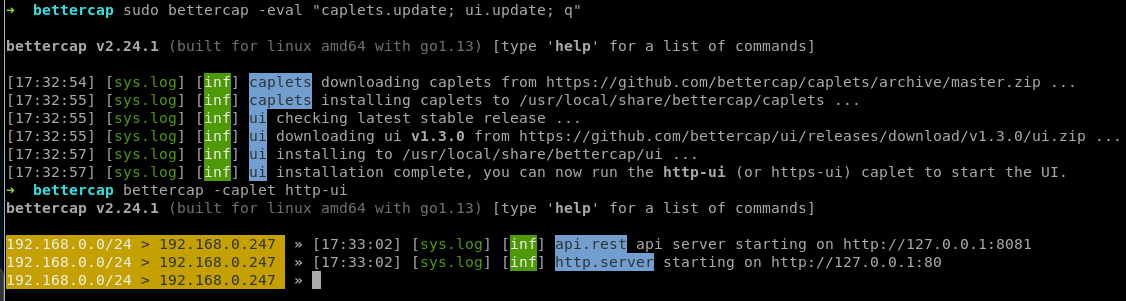 → bettercap sudo bettercap -eval "caplets.update; ui.update; q"
bettercap v2.24.1 (built for linux amd64 with go1.13) [type 'help' for a list of commands]
[17:32:54] [sys.log] [inf] caplets downloading caplets from https://github.com/bettercap/caplets/archive/master.zip ...
[17:32:55] [sys.log] [inf] caplets installing caplets to /usr/local/share/bettercap/caplets ...
[17:32:55] [sys.log] [inf] ui checking latest stable release ...
[17:32:55] [sys.log] [inf] ui downloading ui v1.3.0 from https://github.com/bettercap/ui/releases/download/v1.3.0/ui.zip ...
[17:32:57] [sys.log] [inf] ui installing to /usr/local/share/bettercap/ui ...
[17:32:57] [sys.log] [inf] ui installation complete, you can now run the http-ui (or https-ui) caplet to start the UI.
→ bettercap bettercap -caplet http-ui
bettercap v2.24.1 (built for linux amd64 with go1.13) [type 'help' for a list of commands]
192.168.0.0/24 > 192.168.0.247 » [17:33:02] [sys.log] [inf] api.rest api server starting on http://127.0.0.1:8081
192.168.0.0/24 > 192.168.0.247 » [17:33:02] [sys.log] [inf] http.server starting on http://127.0.0.1:80
192.168.0.0/24 > 192.168.0.247 »